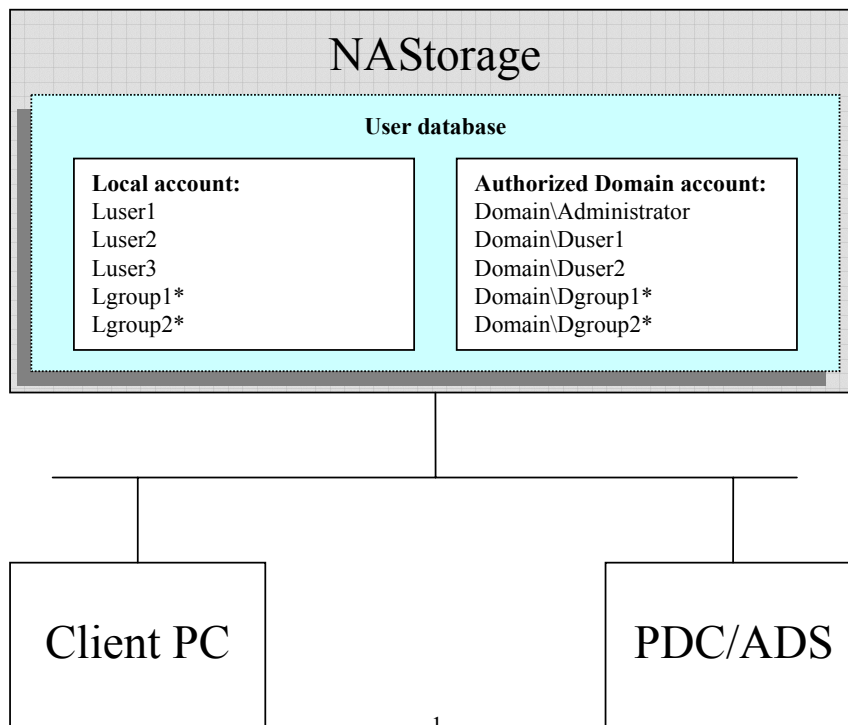 NAStorage
User database
Local account:
Luser1
Luser2
Luser3
Lgroup1*
Lgroup2*
Authorized Domain account:
Domain\Administrator
Domain\Duser1
Domain\Duser2
Domain\Dgroup1*
Domain\Dgroup2*
Client PC
PDC/ADS
1